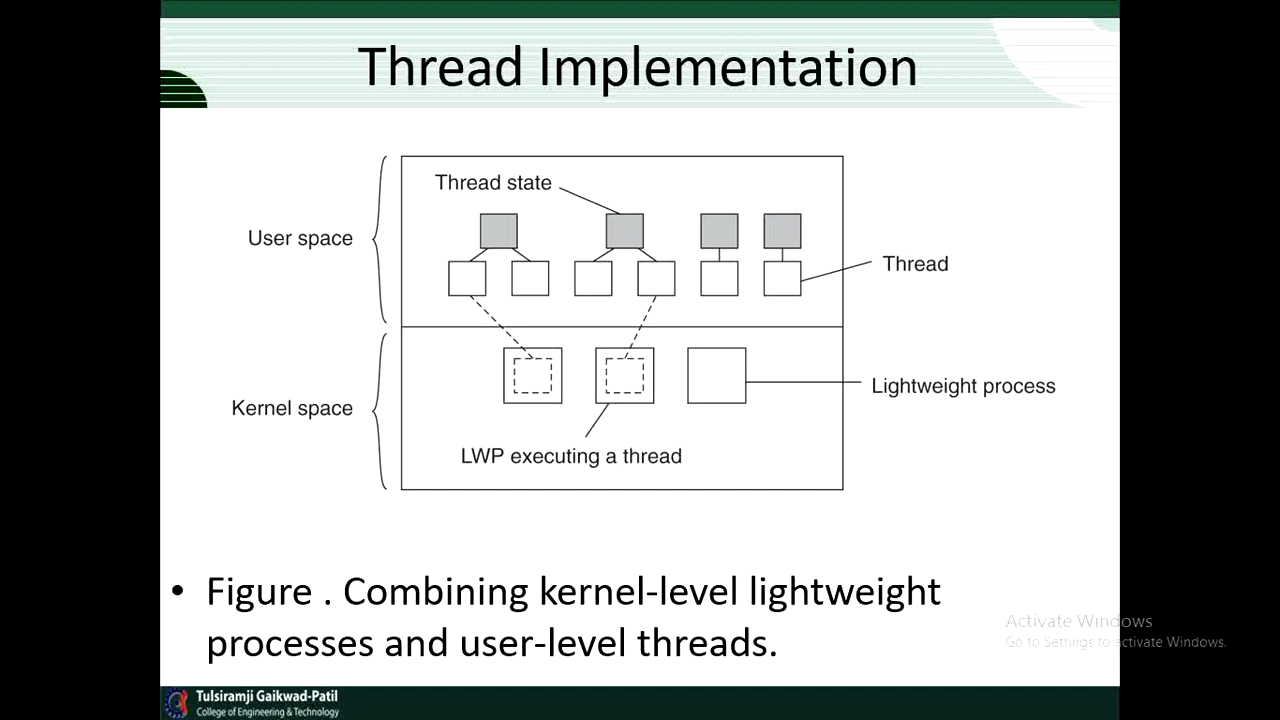 Thread Implementation
Thread state
User space
Thread
Kernel space
Lightweight process
LWP executing a thread
• Figure . Combining kernel-level lightweight
processes and user-level threads.
Activate Windows
Go to Settings to activate Windows.
Tulsiramji Gaikwad-Patil
College of Engineering & Technology